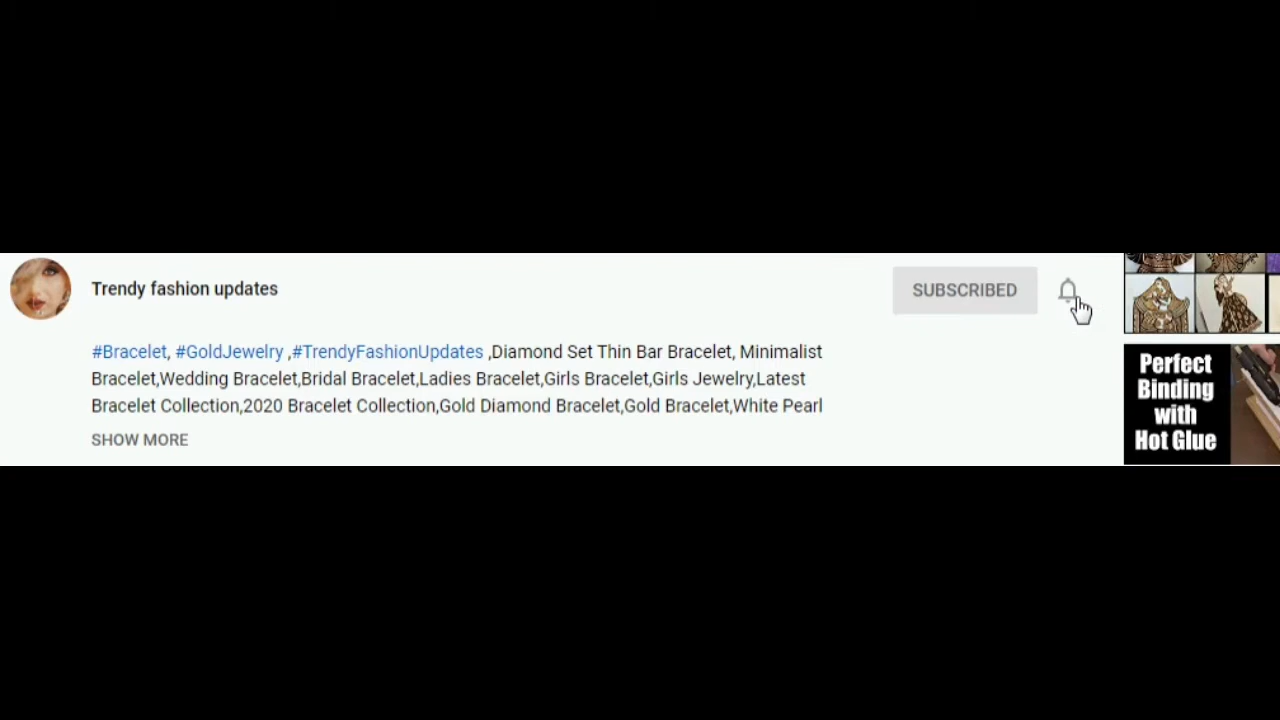 Trendy fashion updates
SUBSCRIBED
#Bracelet, #GoldJewelry ,#TrendyFashionUpdates ,Diamond Set Thin Bar Bracelet, Minimalist
Bracelet,Wedding Bracelet,Bridal Bracelet,Ladies Bracelet,Girls Bracelet,Girls Jewelry,Latest
Bracelet Collection,2020 Bracelet Collection,Gold Diamond Bracelet,Gold Bracelet,White Pearl
SHOW MORE
Perfect
Binding
with
Hot Glue